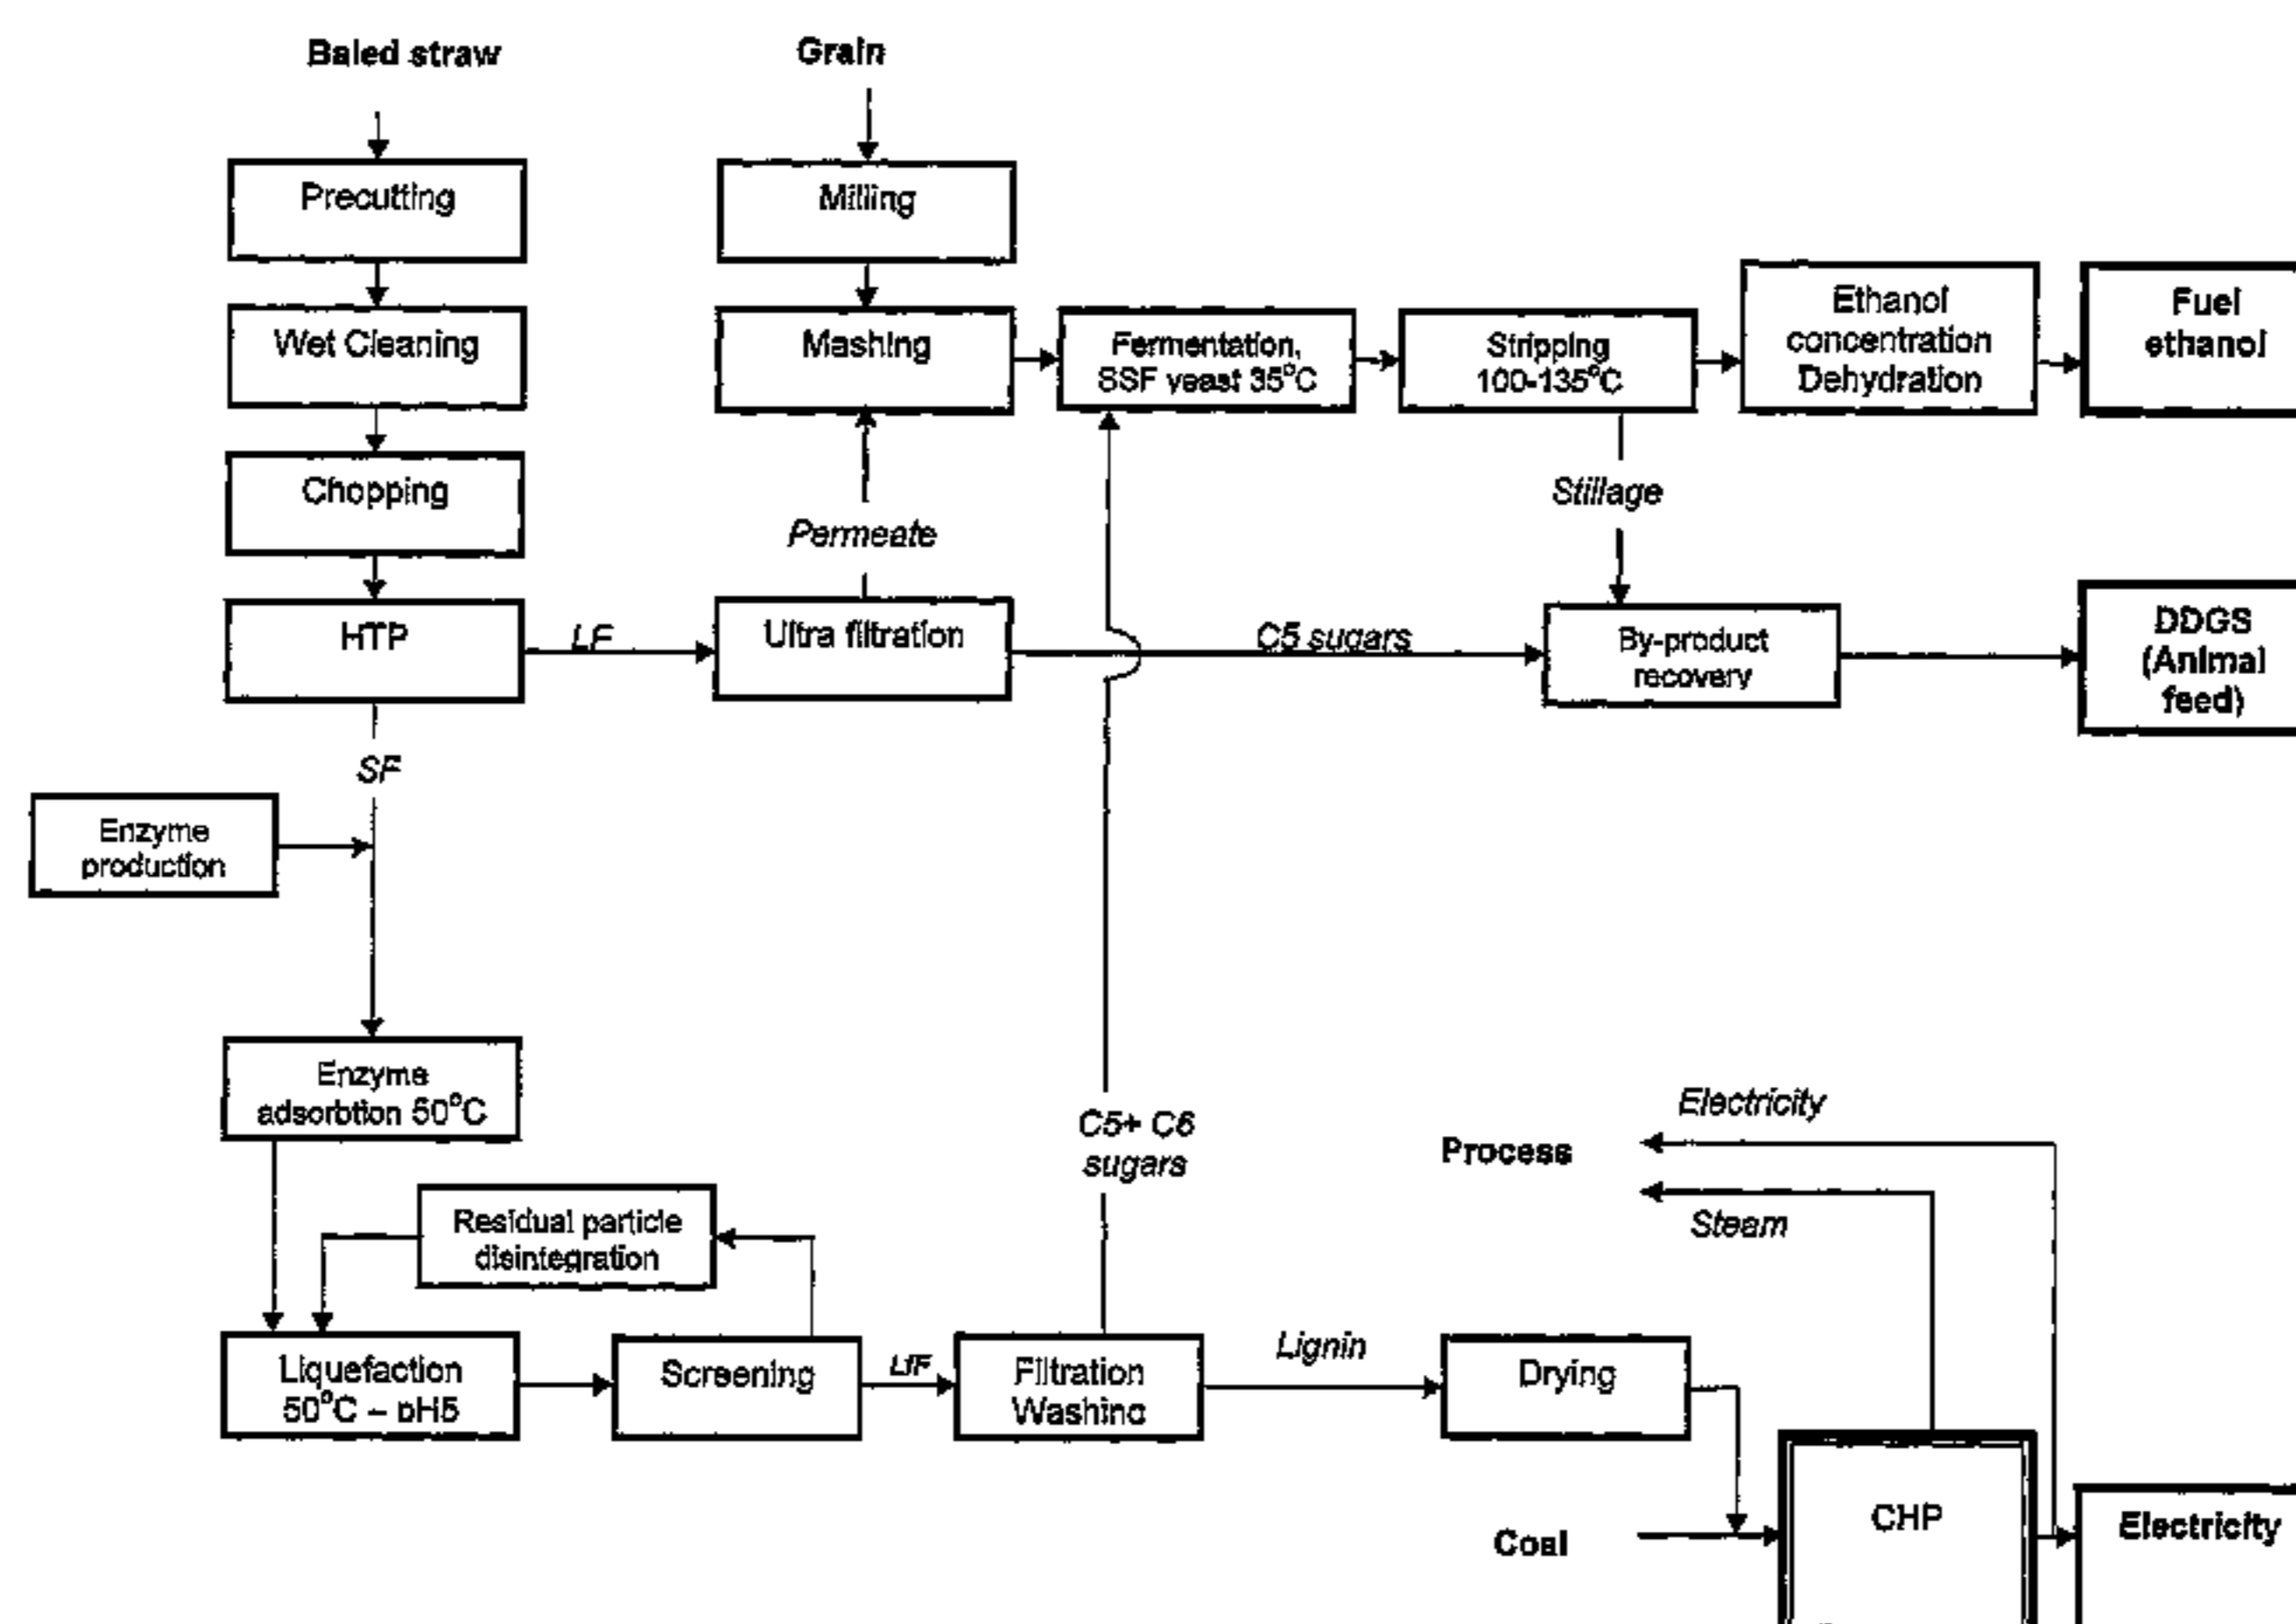 Baled straw
Grain
Precutting
Milling
Wet Cleaning
Mashing
Fermentation,
SSF yeast 35°C
Stripping
100-135°C
Ethanol
concentration
Dehydration
Fuel
ethanol
Chopping
Permeate
Stillage
HTP
LF
Ultra filtration
C5 sugars
By-product
recovery
DDGS
(Animal
feed)
SF
Enzyme
production
Enzyme
adsorbtion 50°C
C5+ C6
sugars
Process
Electricity
Steam
Residual particle
disintegration
Liquefaction
50°C – pH5
Screening
LIF
Filtration
Washing
Lignin
Drying
Coal
CHP
Electricity